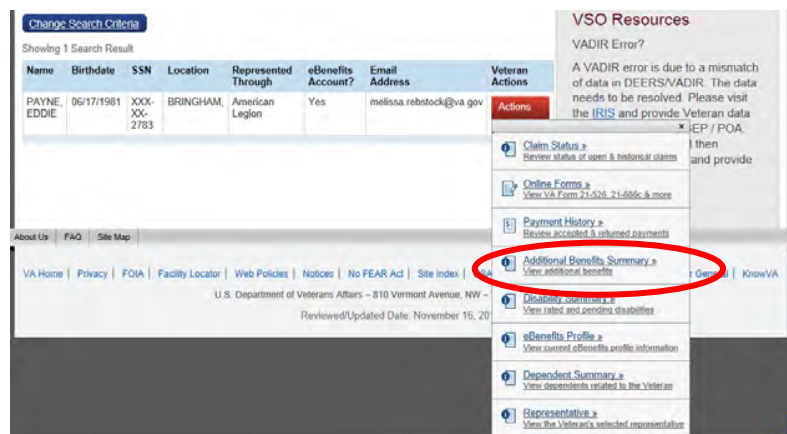 Change Search Criteria
Showing 1 Search Result
Name Birthdate SSN Location Represented Through eBenefits Account? Email Address Veteran Actions
PAYNE, EDDIE 06/17/1981 XXX-XX-2783 BRINGHAM, American Legion Yes melissa.rebstock@va.gov Actions
VSO Resources
VADIR Error?
A VADIR error is due to a mismatch
of data in DEERS/VADIR. The data
needs to be resolved. Please visit
the IRIS and provide Veteran data
EP / POA.
then
and provide
×
Claim Status »
Review status of open & historical claims
Online Forms »
View VA Form 21-526, 21-686c & more
Payment History »
Review accepted & returned payments
Additional Benefits Summary »
View additional benefits
Disability Summary »
View rated and pending disabilities
eBenefits Profile »
View current eBenefits profile information
Dependent Summary »
View dependents related to the Veteran
Representative »
View the Veteran's selected representative
About Us FAQ Site Map
VA Home | Privacy | FOIA | Facility Locator | Web Policies | Notices | No FEAR Act | Site Index | General | KnowVA
U.S. Department of Veterans Affairs – 810 Vermont Avenue, NW –
Reviewed/Updated Date: November 16, 20